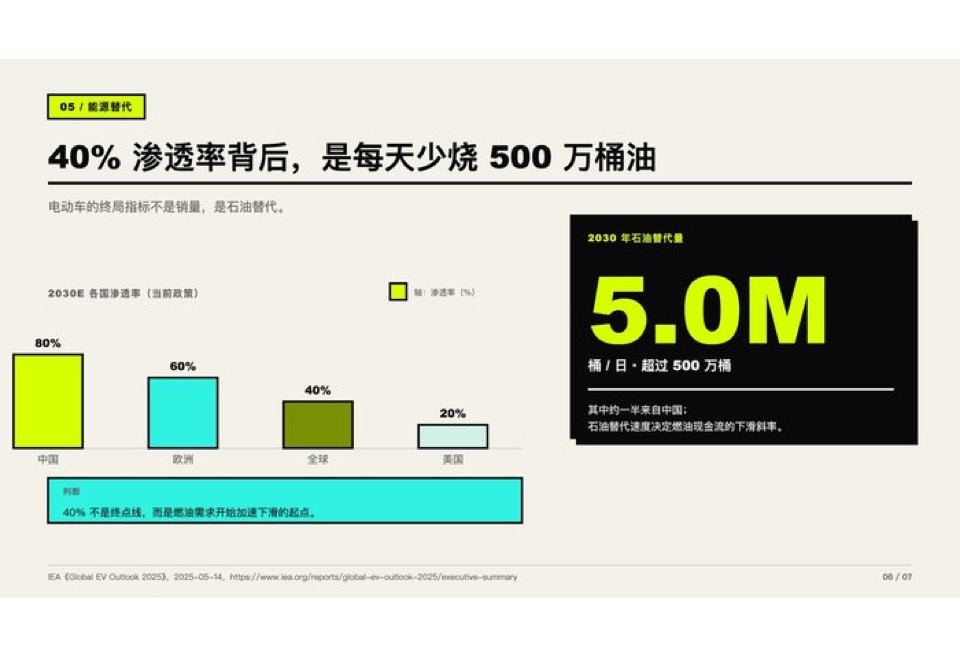 05 / 能源替代
40% 渗透率背后，是每天少烧 500 万桶油
电动车的终局指标不是销量，是石油替代。
2030E 各国渗透率（当前政策）
轴：渗透率（%）
80%
60%
40%
20%
中国
欧洲
全球
美国
判断
40% 不是终点线，而是燃油需求开始加速下滑的起点。
2030 年石油替代量
5.0M
桶 / 日 · 超过 500 万桶
其中约一半来自中国：
石油替代速度决定燃油现金流的下滑斜率。
IEA《Global EV Outlook 2025》，2025-05-14，https://www.iea.org/reports/global-ev-outlook-2025/executive-summary
06 / 07